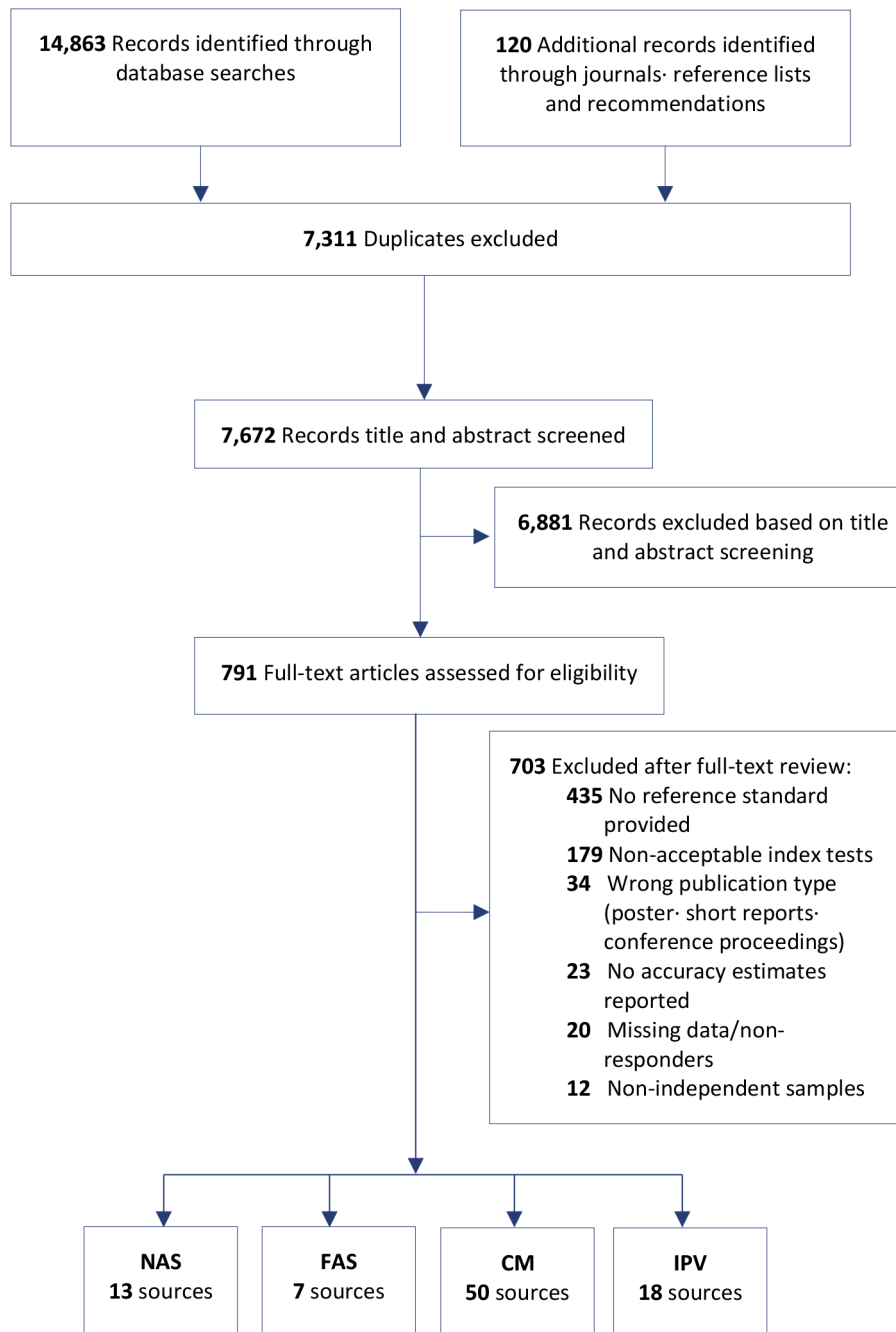 14,863 Records identified through
database searches
120 Additional records identified
through journals· reference lists
and recommendations
7,311 Duplicates excluded
7,672 Records title and abstract screened
6,881 Records excluded based on title
and abstract screening
791 Full-text articles assessed for eligibility
703 Excluded after full-text review:
435 No reference standard
provided
179 Non-acceptable index tests
34 Wrong publication type
(poster· short reports·
conference proceedings)
23 No accuracy estimates
reported
20 Missing data/non-
responders
12 Non-independent samples
NAS
13 sources
FAS
7 sources
CM
50 sources
IPV
18 sources